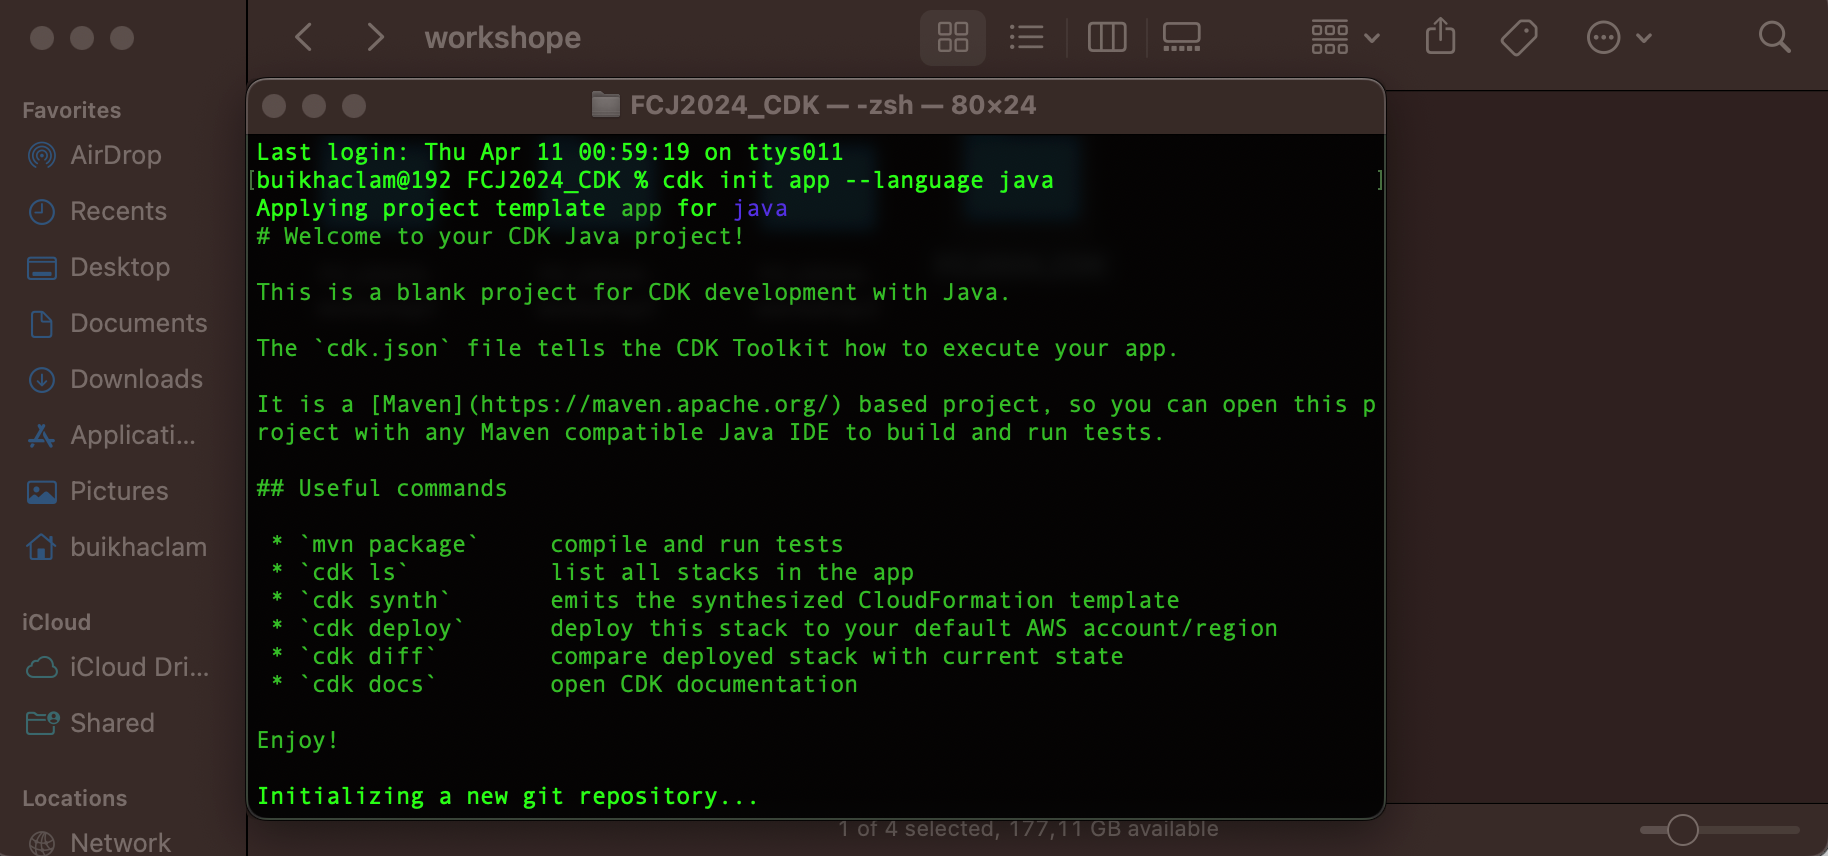 workshope
Favorites
AirDrop
Recents
Desktop
Documents
Downloads
Applicati...
Pictures
buikhaclam
iCloud
iCloud Dri...
Shared
Locations
Network
FCJ2024_CDK — -zsh — 80×24
Last login: Thu Apr 11 00:59:19 on ttys011
[buikhaclam@192 FCJ2024_CDK % cdk init app --language java ]
Applying project template app for java
# Welcome to your CDK Java project!
This is a blank project for CDK development with Java.
The `cdk.json` file tells the CDK Toolkit how to execute your app.
It is a [Maven](https://maven.apache.org/) based project, so you can open this p
roject with any Maven compatible Java IDE to build and run tests.
## Useful commands
* `mvn package` compile and run tests
* `cdk ls` list all stacks in the app
* `cdk synth` emits the synthesized CloudFormation template
* `cdk deploy` deploy this stack to your default AWS account/region
* `cdk diff` compare deployed stack with current state
* `cdk docs` open CDK documentation
Enjoy!
Initializing a new git repository...
1 of 4 selected, 177,11 GB available